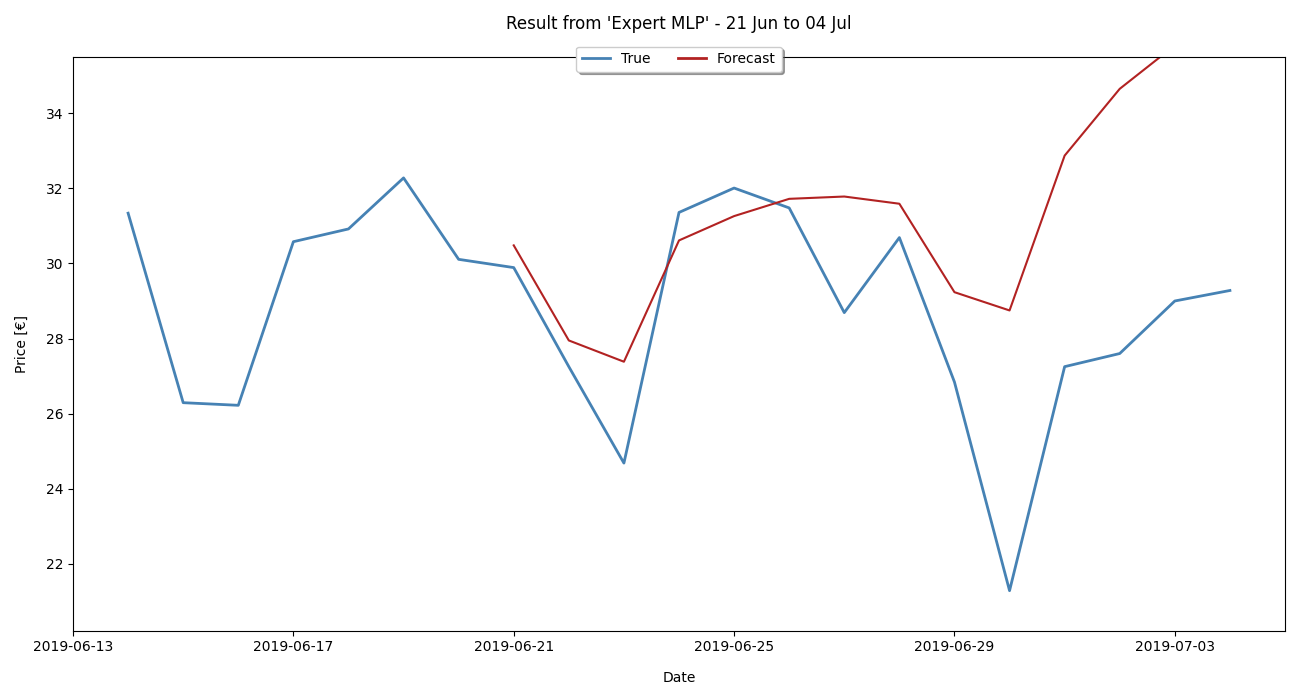 Result from 'Expert MLP' - 21 Jun to 04 Jul
True Forecast
34
32
30
28
26
24
22
Price [€]
2019-06-13 2019-06-17 2019-06-21 2019-06-25 2019-06-29 2019-07-03
Date